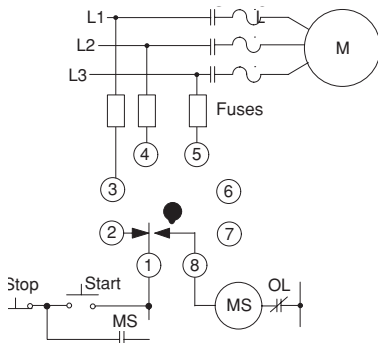 L1 L
L2 M
L3
Fuses
4 5
3 6
2 7
1 8
Stop Start OL
MS MS